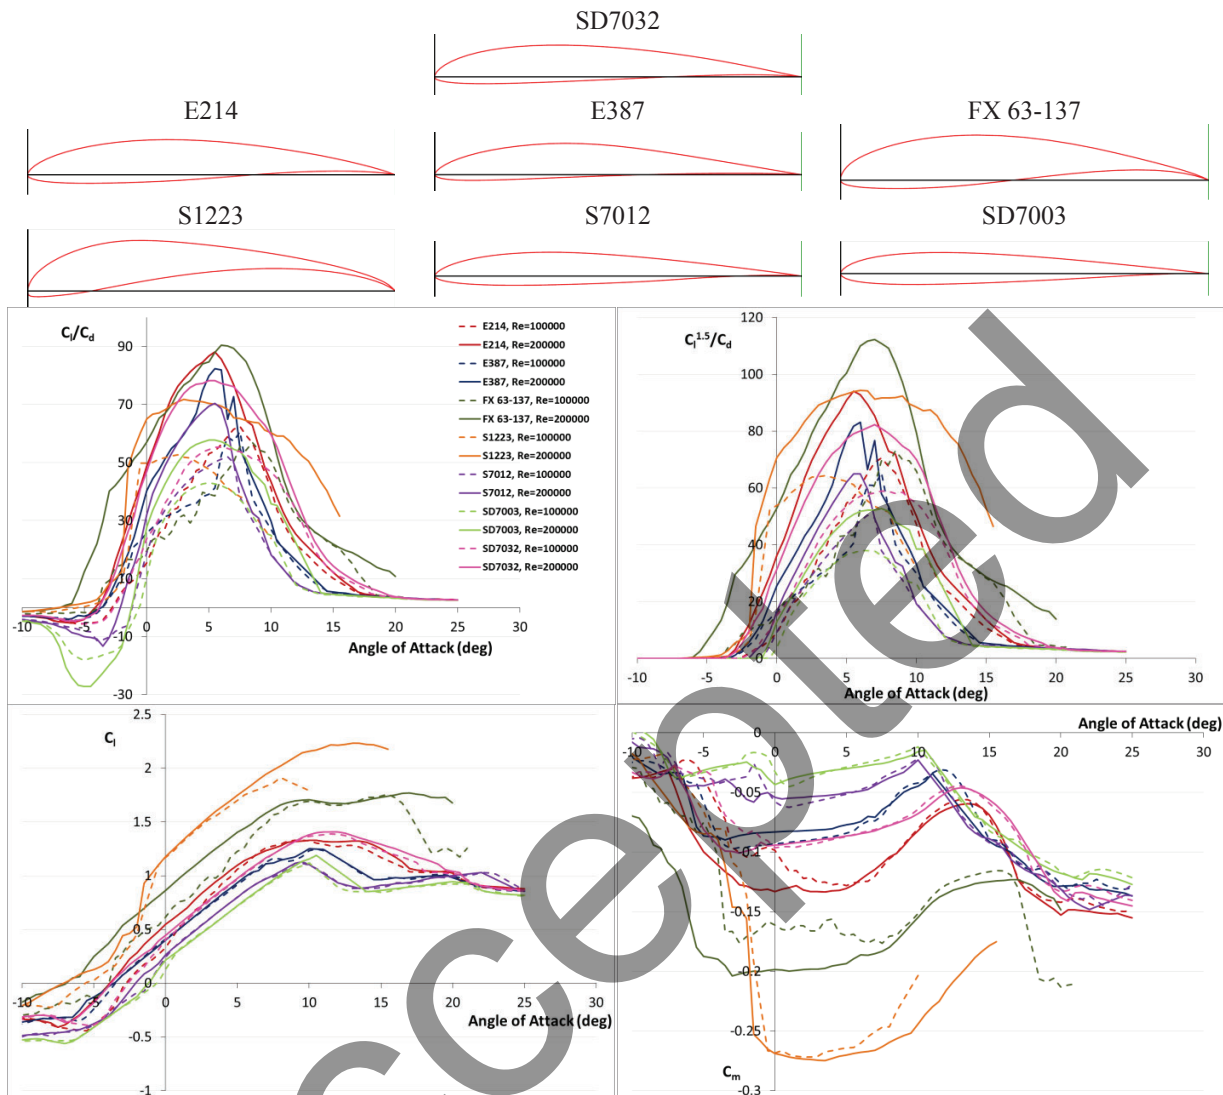 SD7032
E214
E387
FX 63-137
S1223
S7012
SD7003
Cl/Cd
90
70
50
30
10
-10
-30
-10
-5
0
5
10
15
20
25
30
Angle of Attack (deg)
E214, Re=100000
E214, Re=200000
E387, Re=100000
E387, Re=200000
FX 63-137, Re=100000
FX 63-137, Re=200000
S1223, Re=100000
S1223, Re=200000
S7012, Re=100000
S7012, Re=200000
SD7003, Re=100000
SD7003, Re=200000
SD7032, Re=100000
SD7032, Re=200000
Cl^1.5/Cd
120
100
80
60
40
20
0
-10
-5
0
5
10
15
20
25
30
Angle of Attack (deg)
Cl
2.5
2
1.5
1
0.5
0
-0.5
-1
-10
-5
0
5
10
15
20
25
30
Angle of Attack (deg)
Angle of Attack (deg)
0
-0.05
-0.1
-0.15
-0.2
-0.25
-0.3
-10
-5
0
5
10
15
20
25
30
Cm
ccepted